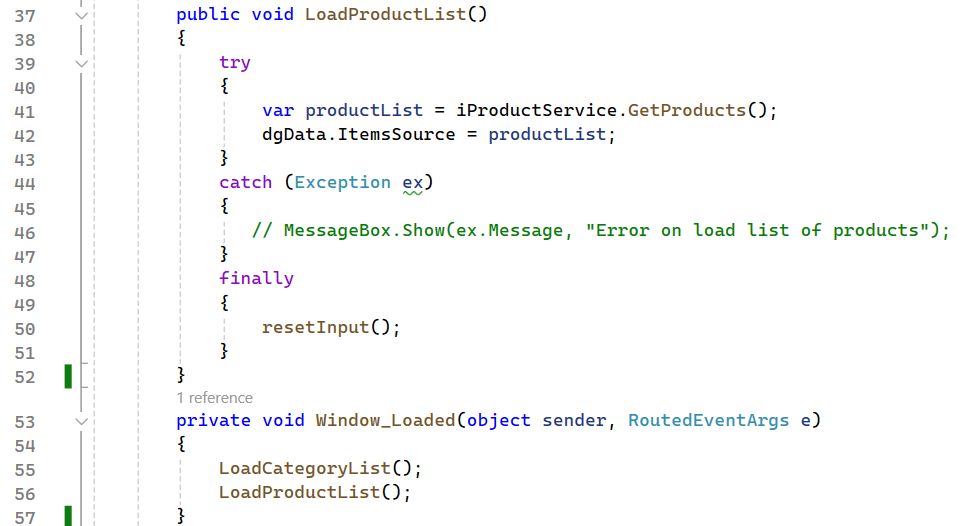 37 public void LoadProductList()
38 {
39 try
40 {
41 var productList = iProductService.GetProducts();
42 dgData.ItemsSource = productList;
43 }
44 catch (Exception ex)
45 {
46 // MessageBox.Show(ex.Message, "Error on load list of products");
47 }
48 finally
49 {
50 resetInput();
51 }
52 }
1 reference
53 private void Window_Loaded(object sender, RoutedEventArgs e)
54 {
55 LoadCategoryList();
56 LoadProductList();
57 }